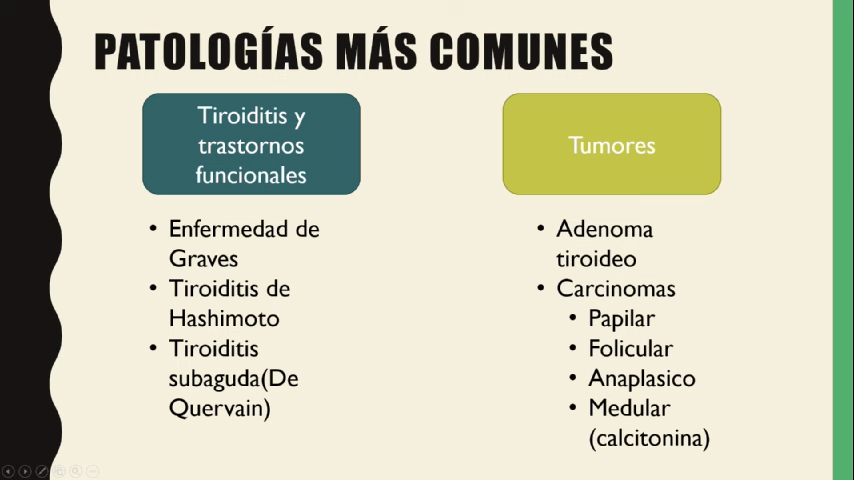 PATOLOGÍAS MÁS COMUNES
Tiroiditis y
trastornos
funcionales
• Enfermedad de
Graves
• Tiroiditis de
Hashimoto
• Tiroiditis
subaguda(De
Quervain)
Tumores
• Adenoma
tiroideo
• Carcinomas
• Papilar
• Folicular
• Anaplasico
• Medular
(calcitonina)